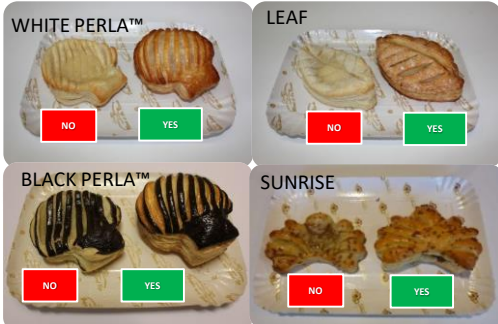 WHITE PERLA™
NO
YES
LEAF
NO
YES
BLACK PERLA™
NO
YES
SUNRISE
NO
YES